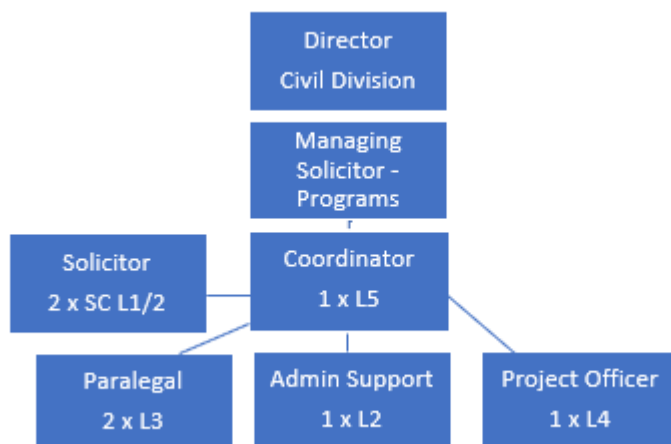 Director
Civil Division
Managing
Solicitor -
Programs
r
Solicitor
2 x SC L1/2
Coordinator
1 x L5
Paralegal
2 x L3
Admin Support
1 x L2
Project Officer
1 x L4